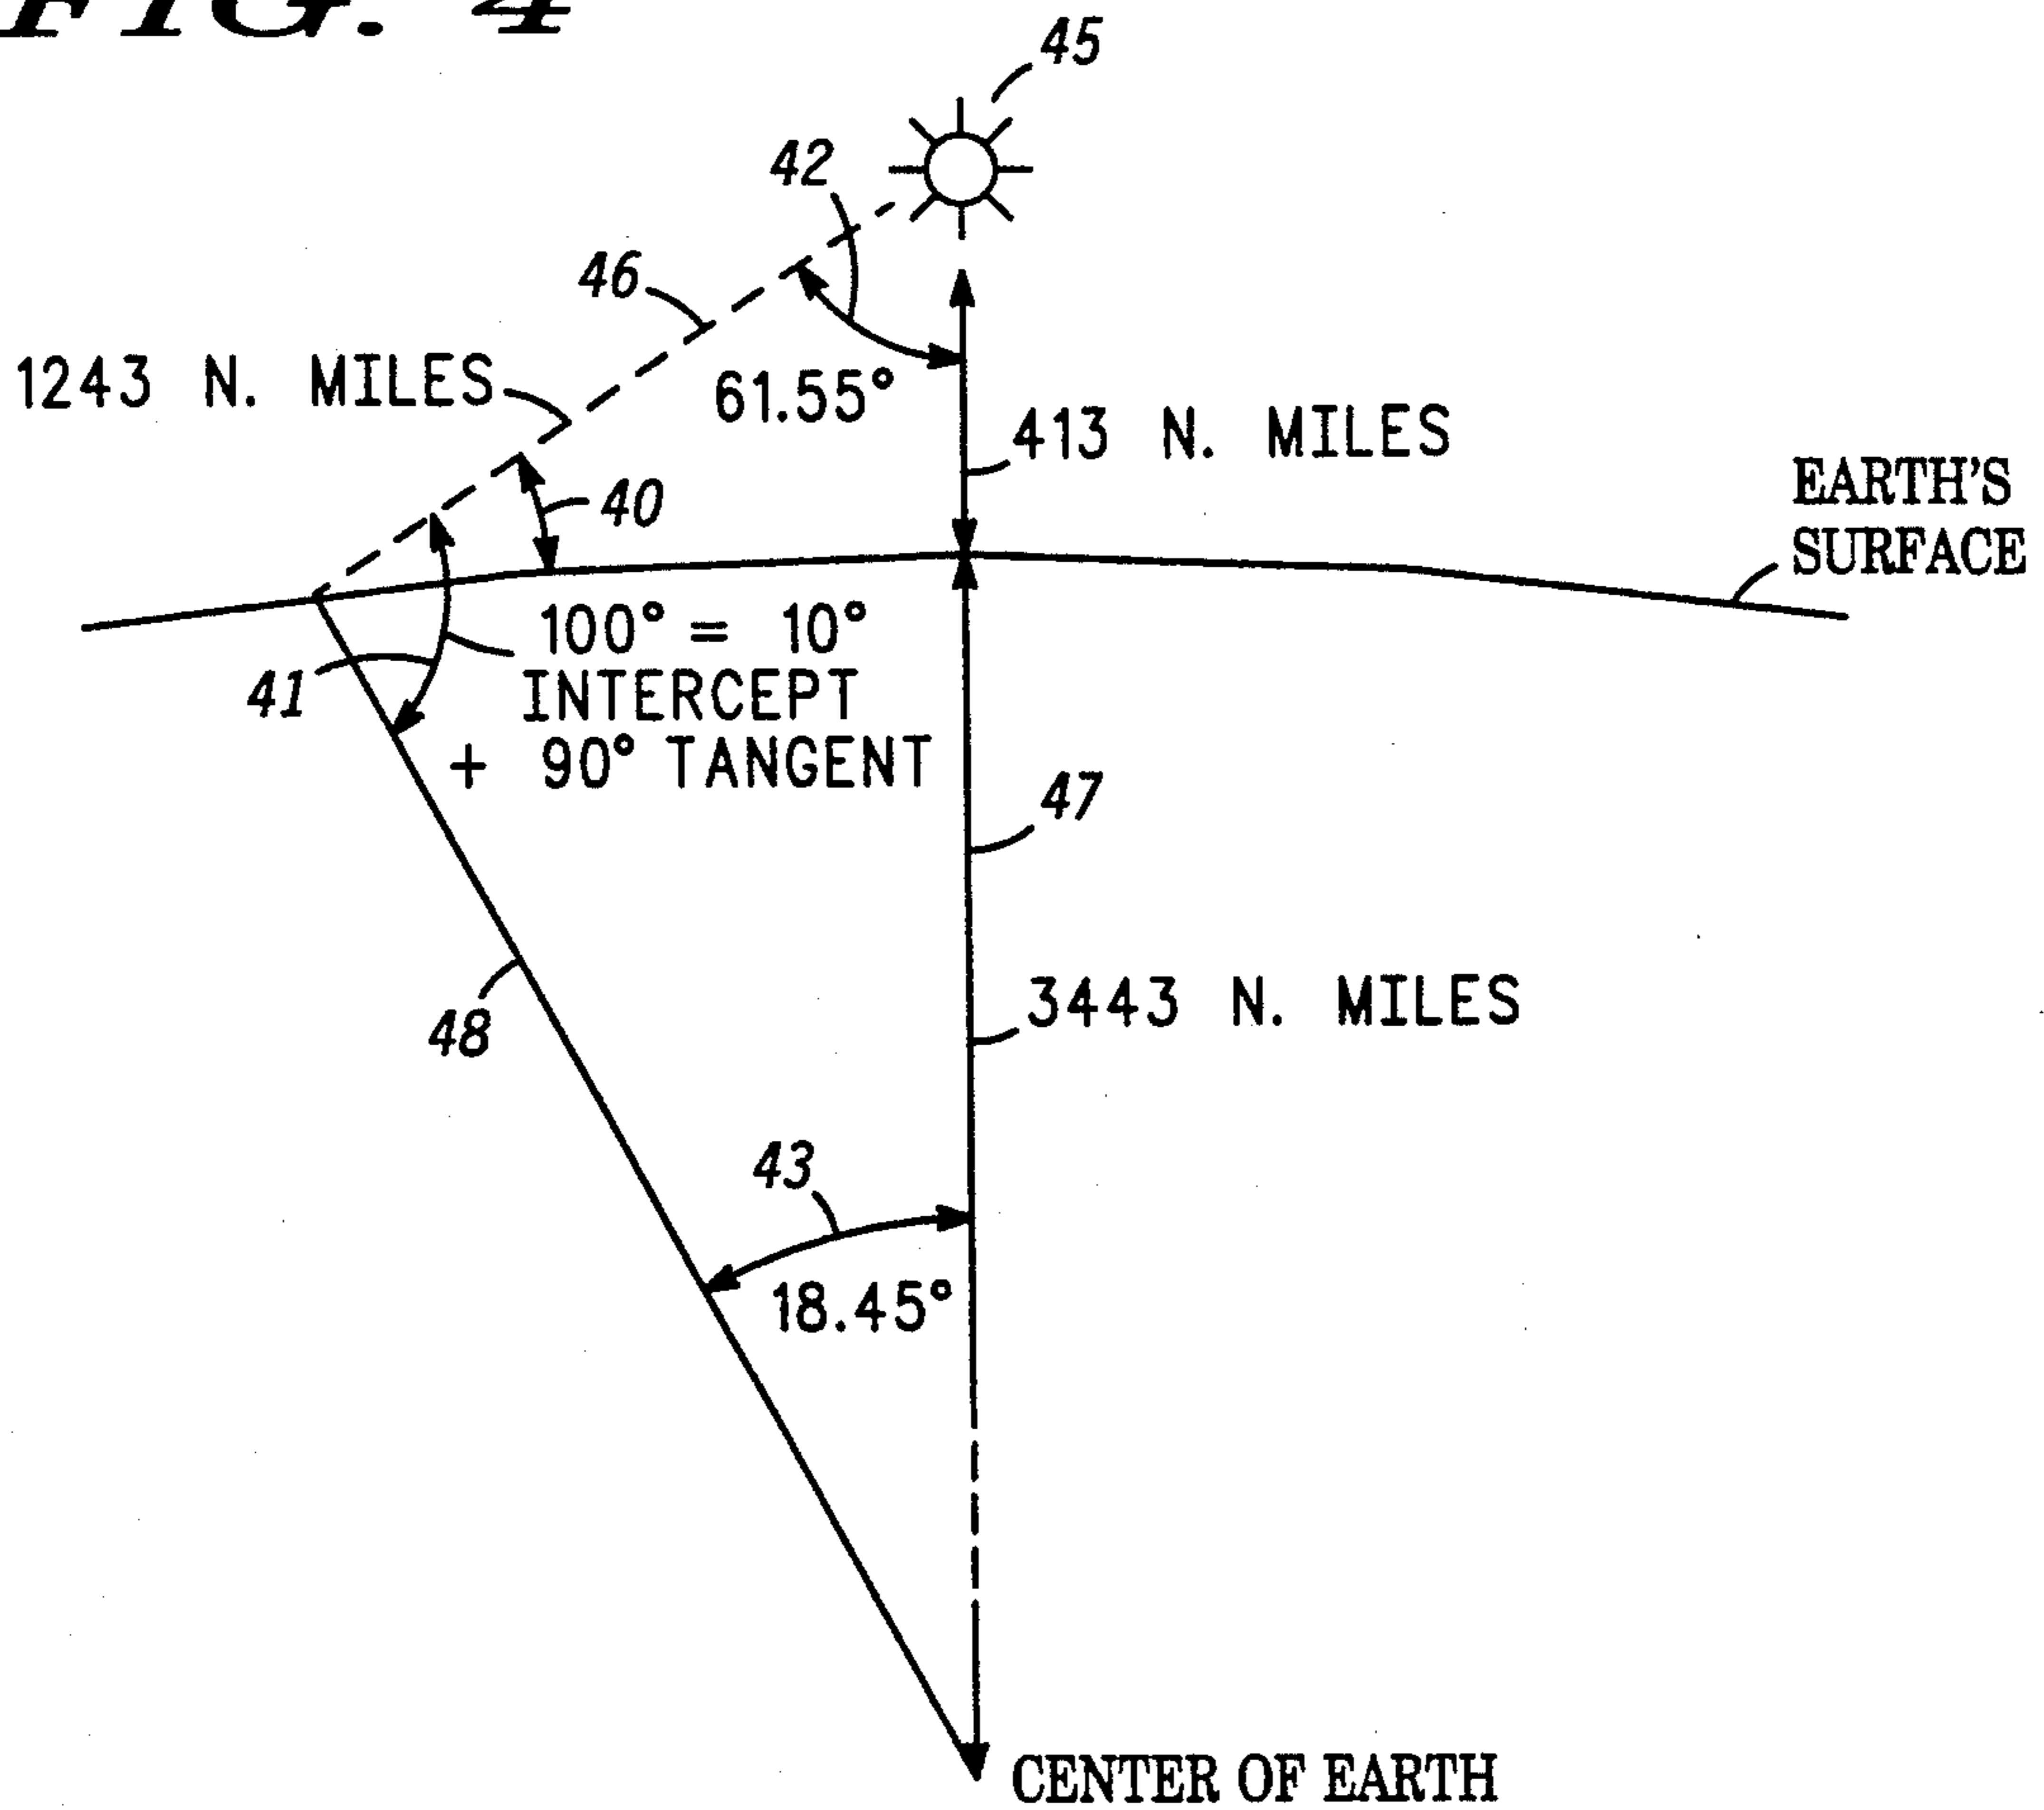 FIG. 4
45
42
46
1243 N. MILES
61.55°
413 N. MILES
40
EARTH'S
SURFACE
100° = 10°
INTERCEPT
+ 90° TANGENT
41
47
48
3443 N. MILES
43
18.45°
CENTER OF EARTH